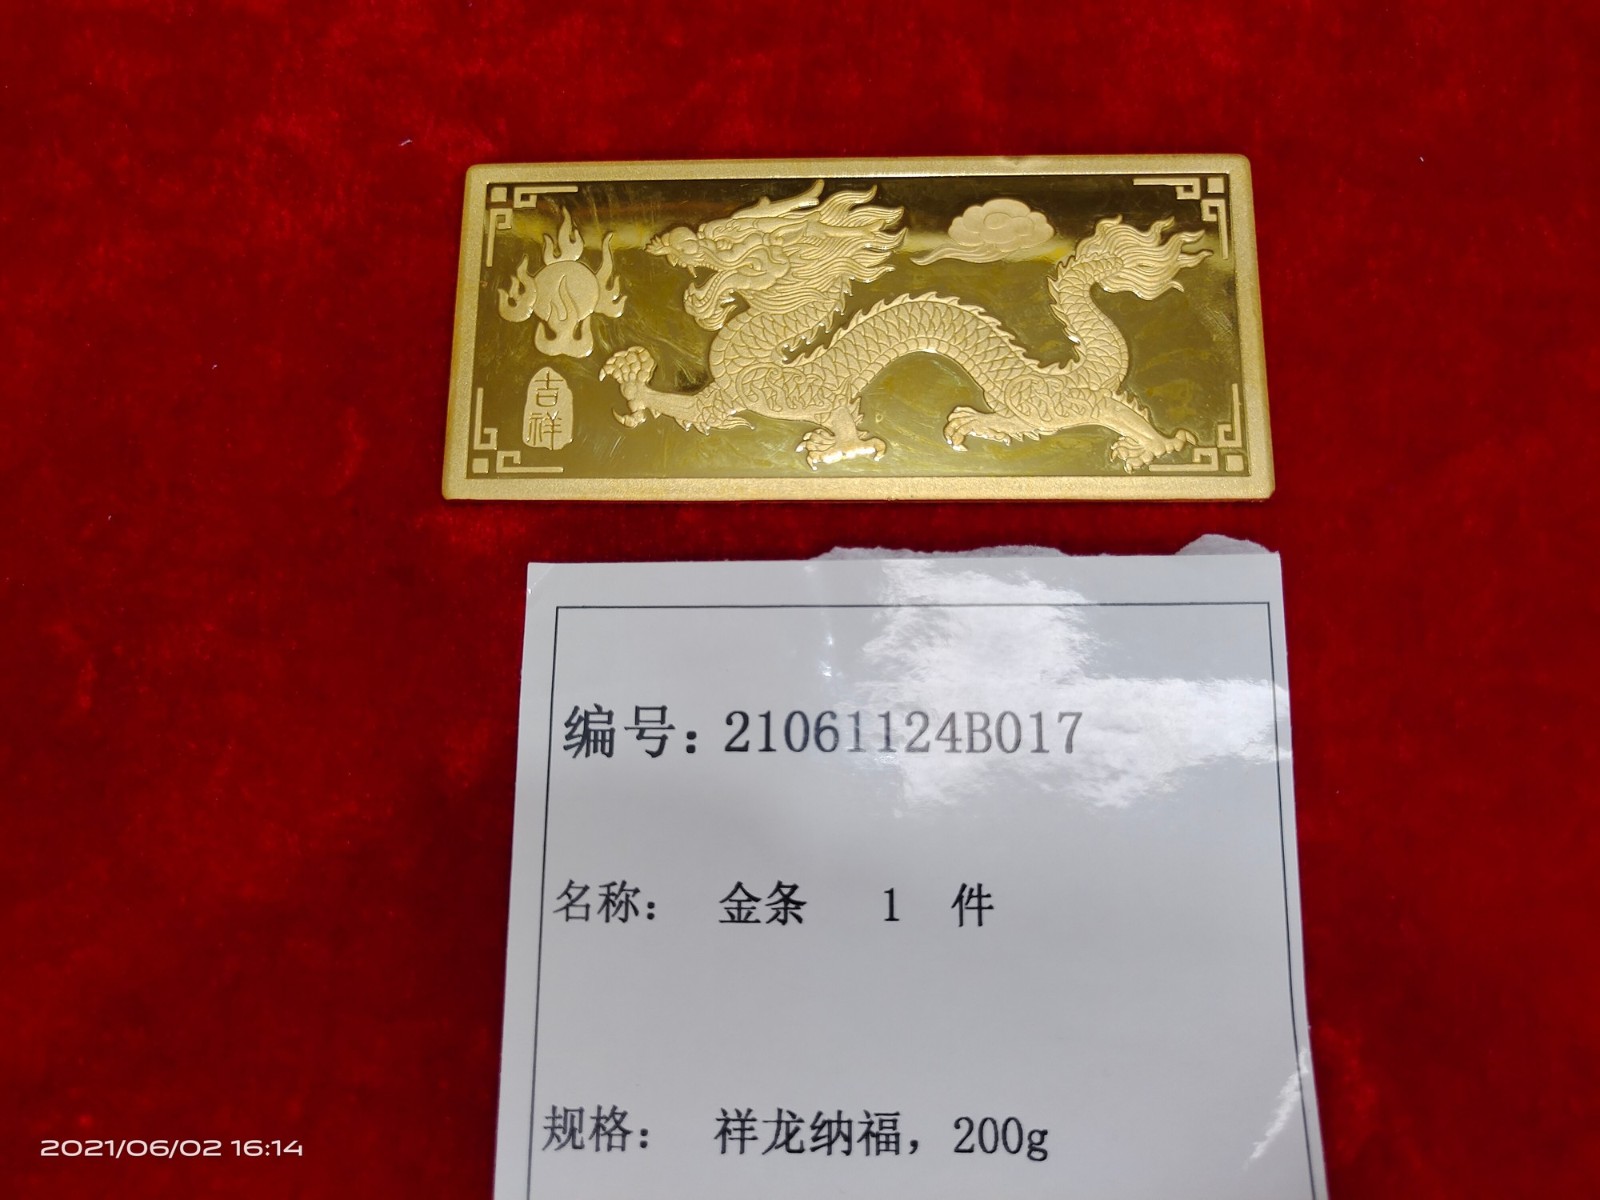 吉
祥
编号：21061124B017
名称： 金条 1 件
规格： 祥龙纳福，200g
2021/06/02 16:14